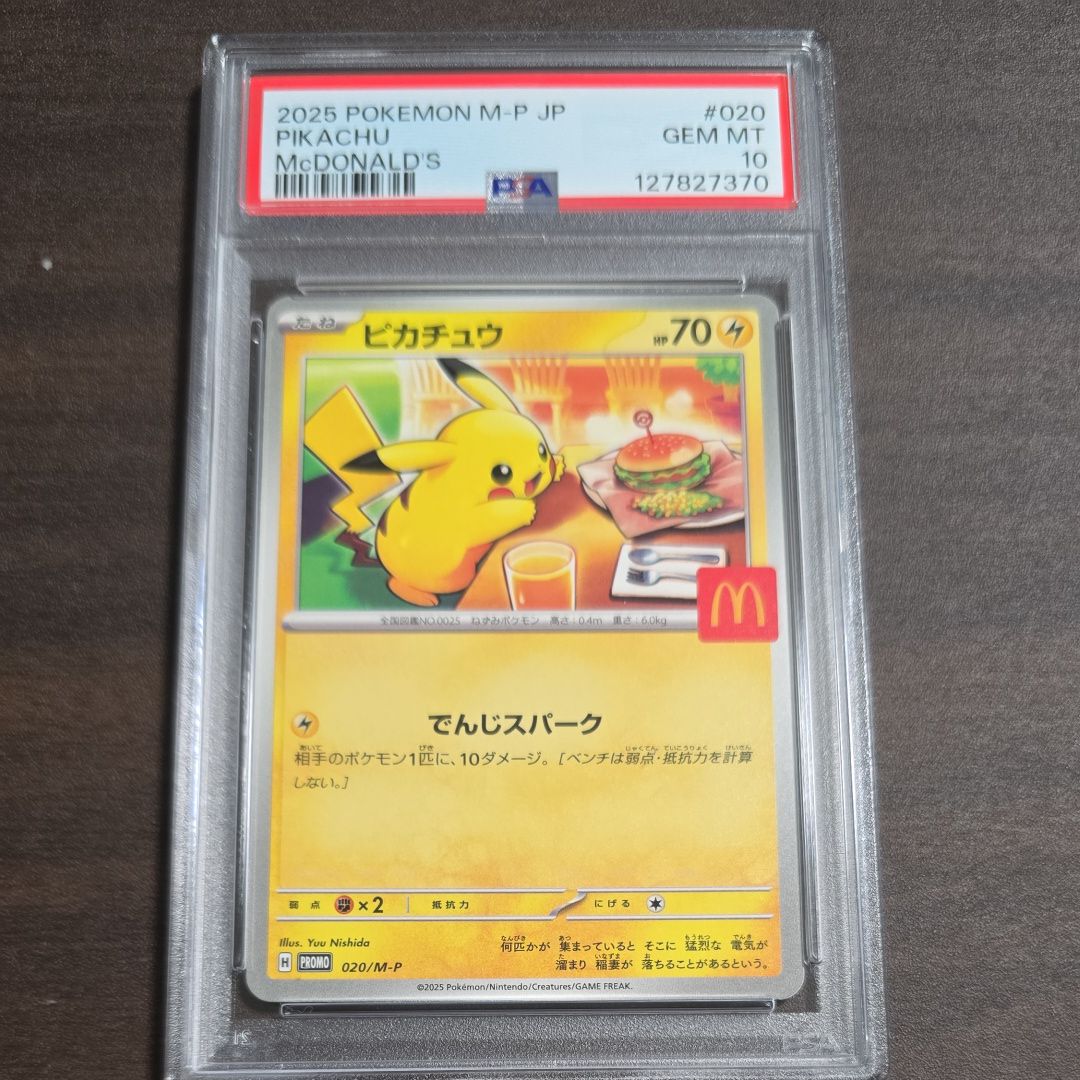 2025 POKEMON M-P JP #020
PIKACHU GEM MT
McDONALD'S 10
PSA 127827370
たね ピカチュウ HP70
全国図鑑NO.0025 ねずみポケモン 高さ:0.4m 重さ:6.0kg
でんじスパーク
相手のポケモン1匹に、10ダメージ。[ベンチは弱点・抵抗力を計算
しない。]
弱点 ×2 抵抗力 にげる
Illus. Yuu Nishida
何匹かが 集まっていると そこに 猛烈な 電気が
溜まり 稲妻が 落ちることがあるという。
H PROMO 020/M-P
©2025 Pokémon/Nintendo/Creatures/GAME FREAK.